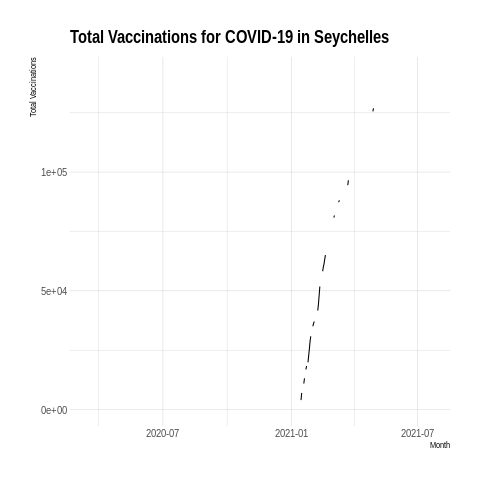 Total Vaccinations for COVID-19 in Seychelles
Total Vaccinations
1e+05
5e+04
0e+00
2020-07 2021-01 2021-07
Month